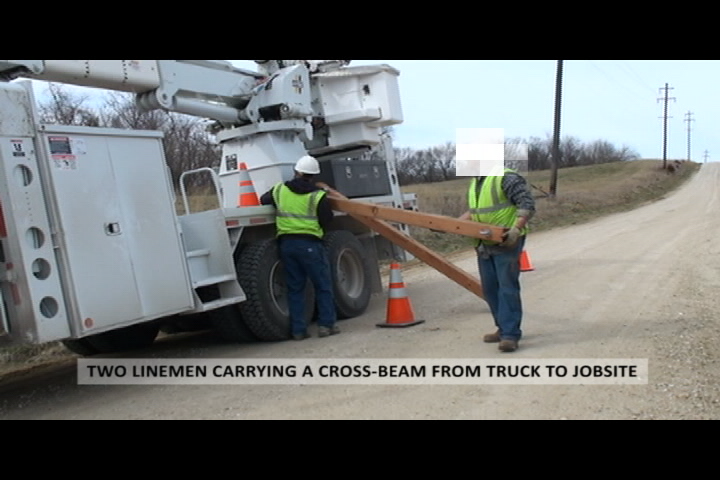 TWO LINEMEN CARRYING A CROSS-BEAM FROM TRUCK TO JOBSITE